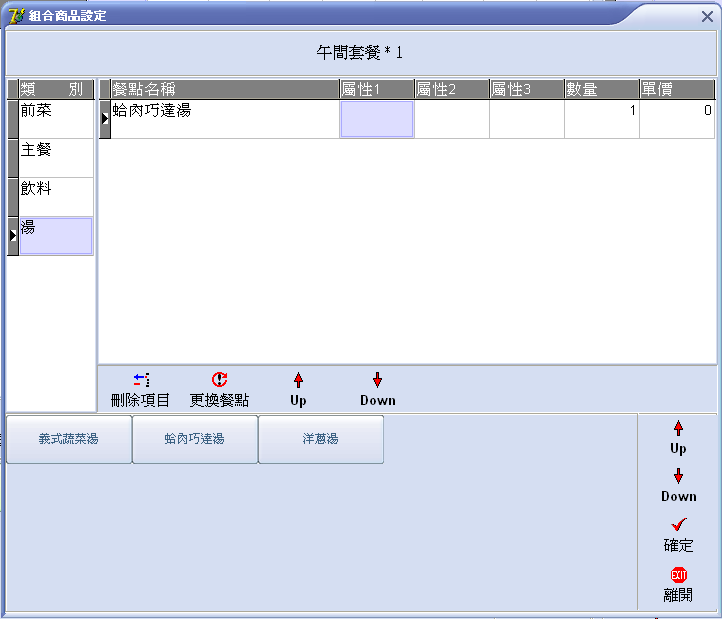 組合商品設定
午間套餐 * 1
類 別
前菜
主餐
飲料
湯
餐點名稱 屬性1 屬性2 屬性3 數量 單價
蛤肉巧達湯 1 0
刪除項目 更換餐點 Up Down
義式蔬菜湯 蛤肉巧達湯 洋蔥湯
Up
Down
確定
EXIT
離開